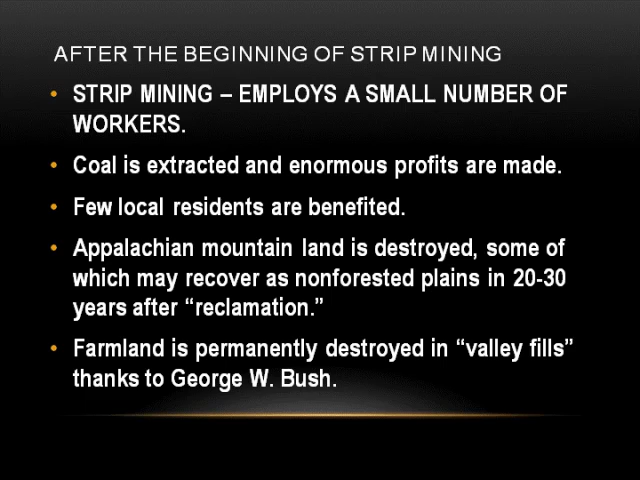 AFTER THE BEGINNING OF STRIP MINING
• STRIP MINING – EMPLOYS A SMALL NUMBER OF
WORKERS.
• Coal is extracted and enormous profits are made.
• Few local residents are benefited.
• Appalachian mountain land is destroyed, some of
which may recover as nonforested plains in 20-30
years after “reclamation.”
• Farmland is permanently destroyed in “valley fills”
thanks to George W. Bush.